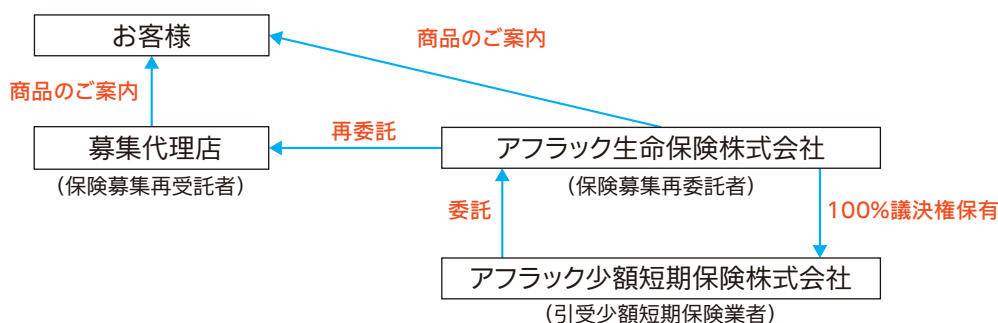 お客様
商品のご案内
商品のご案内
募集代理店
(保険募集再受託者)
再委託
アフラック生命保険株式会社
(保険募集再委託者)
委託
100%議決権保有
アフラック少額短期保険株式会社
(引受少額短期保険業者)